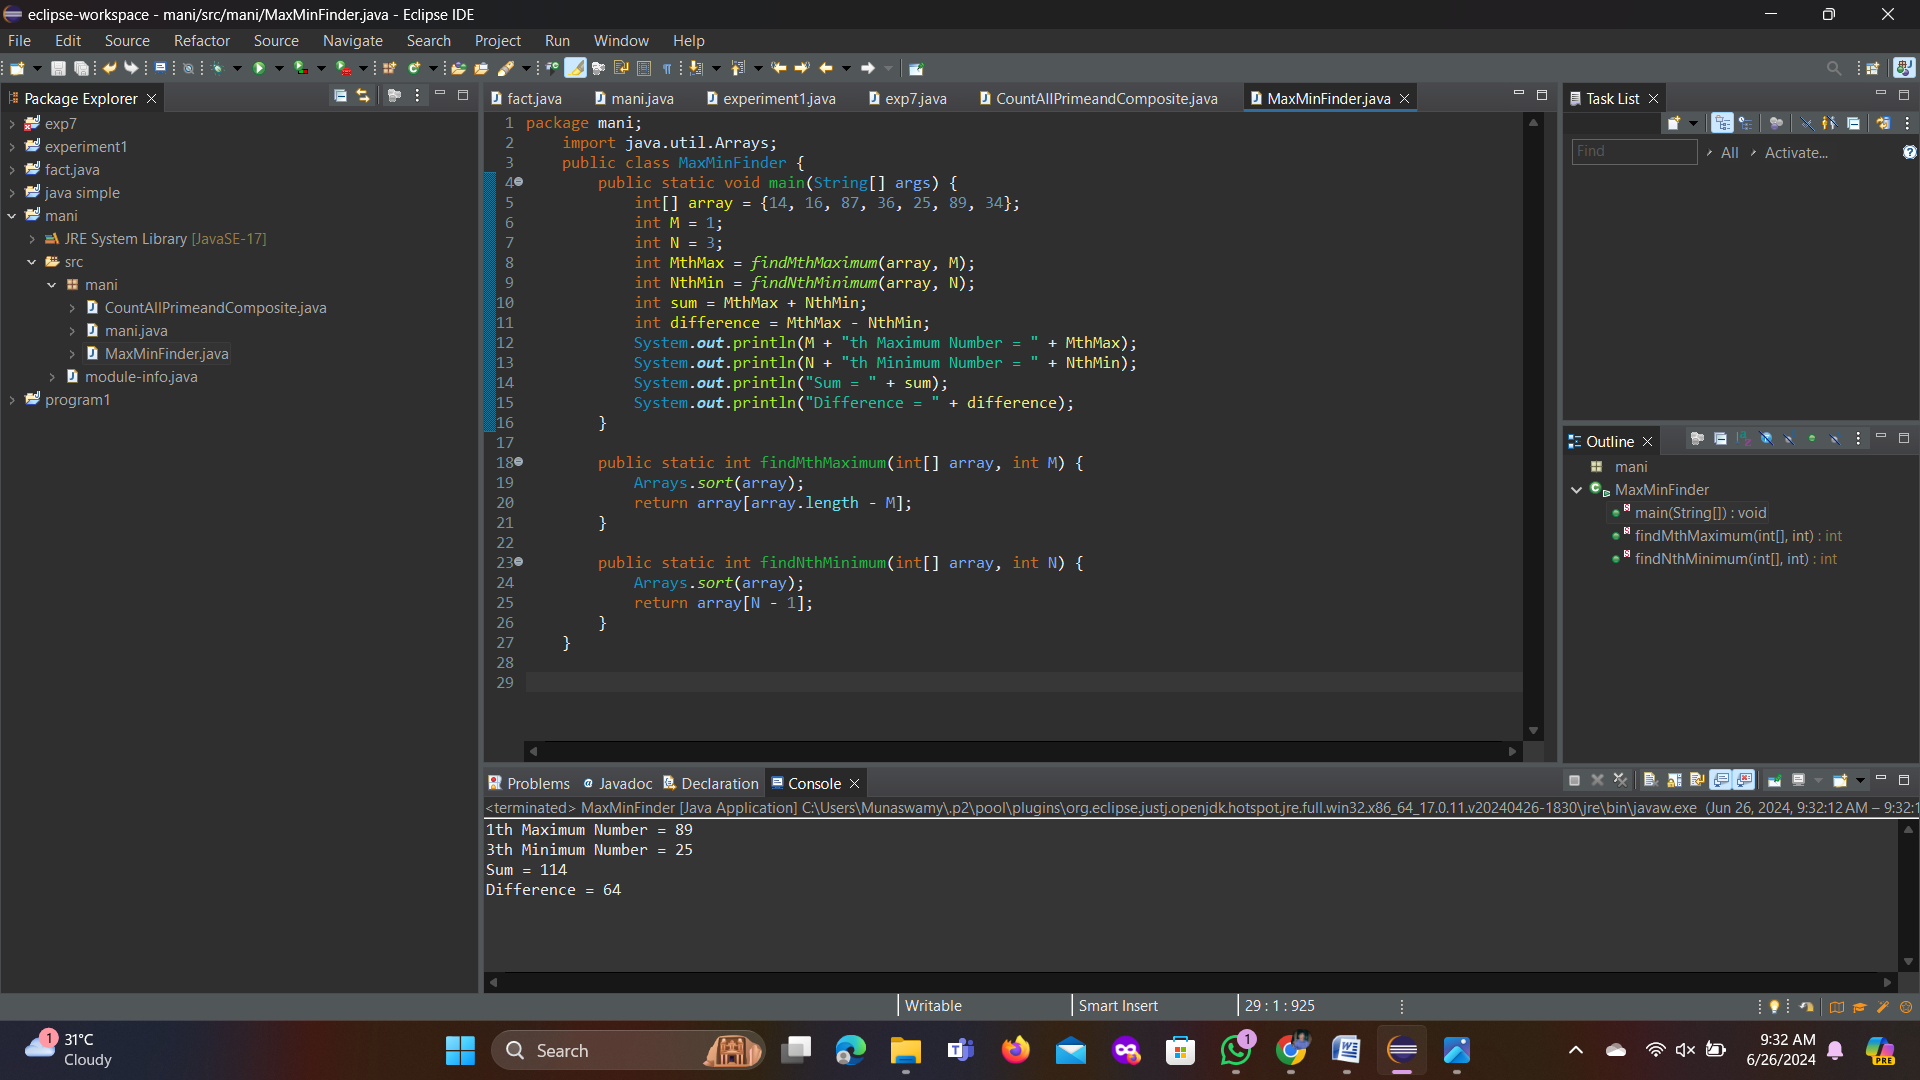 eclipse-workspace - mani/src/mani/MaxMinFinder.java - Eclipse IDE
File Edit Source Refactor Source Navigate Search Project Run Window Help
Package Explorer
exp7
experiment1
fact.java
java simple
mani
JRE System Library [JavaSE-17]
src
mani
CountAllPrimeandComposite.java
mani.java
MaxMinFinder.java
module-info.java
program1
fact.java mani.java experiment1.java exp7.java CountAllPrimeandComposite.java MaxMinFinder.java
1 package mani;
2 import java.util.Arrays;
3 public class MaxMinFinder {
4 public static void main(String[] args) {
5 int[] array = {14, 16, 87, 36, 25, 89, 34};
6 int M = 1;
7 int N = 3;
8 int MthMax = findMthMaximum(array, M);
9 int NthMin = findNthMinimum(array, N);
10 int sum = MthMax + NthMin;
11 int difference = MthMax - NthMin;
12 System.out.println(M + "th Maximum Number = " + MthMax);
13 System.out.println(N + "th Minimum Number = " + NthMin);
14 System.out.println("Sum = " + sum);
15 System.out.println("Difference = " + difference);
16 }
17
18 public static int findMthMaximum(int[] array, int M) {
19 Arrays.sort(array);
20 return array[array.length - M];
21 }
22
23 public static int findNthMinimum(int[] array, int N) {
24 Arrays.sort(array);
25 return array[N - 1];
26 }
27 }
28
29
Task List
Find All Activate...
Outline
mani
MaxMinFinder
main(String[]) : void
findMthMaximum(int[], int) : int
findNthMinimum(int[], int) : int
Problems Javadoc Declaration Console
<terminated> MaxMinFinder [Java Application] C:\Users\Munaswamy\.p2\pool\plugins\org.eclipse.justj.openjdk.hotspot.jre.full.win32.x86_64_17.0.11.v20240426-1830\jre\bin\javaw.exe (Jun 26, 2024, 9:32:12 AM – 9:32:1
1th Maximum Number = 89
3th Minimum Number = 25
Sum = 114
Difference = 64
Writable Smart Insert 29 : 1 : 925
1
31°C
Cloudy
Search
1
9:32 AM
6/26/2024
PRE